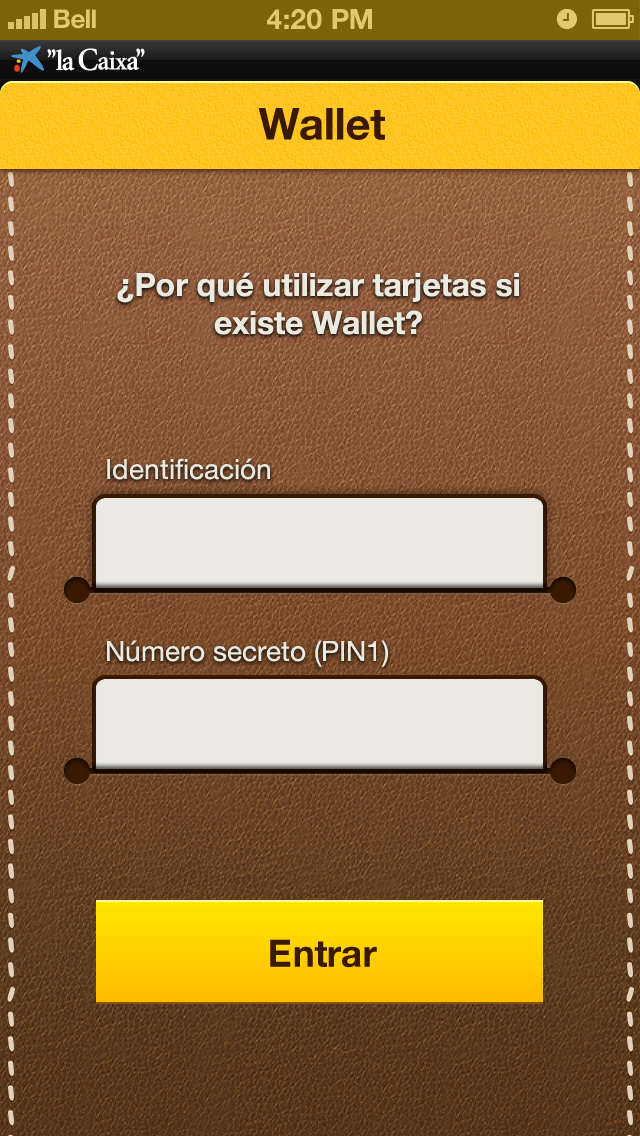 Bell 4:20 PM
"la Caixa"
Wallet
¿Por qué utilizar tarjetas si
existe Wallet?
Identificación
Número secreto (PIN1)
Entrar